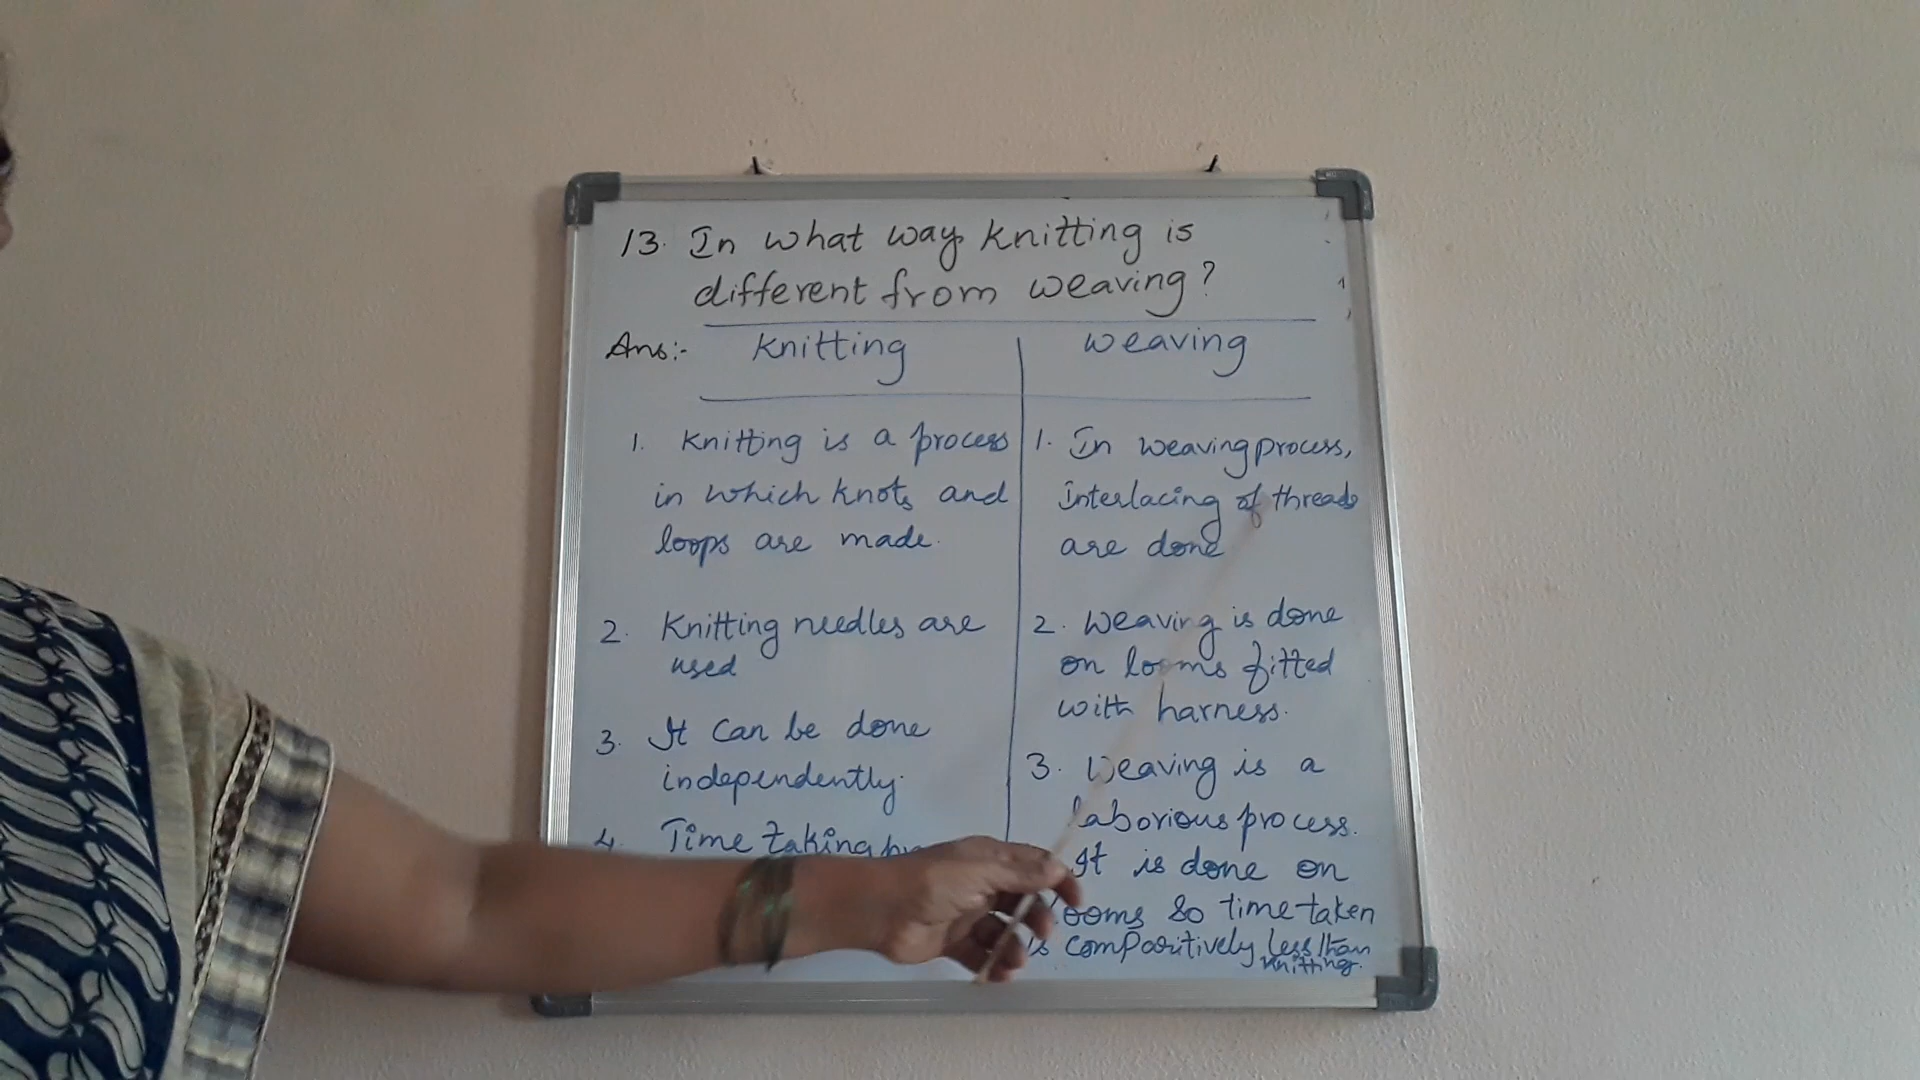 13. In what way knitting is
different from weaving?
Ans:- Knitting
weaving
1. Knitting is a process
in which knots and
loops are made.
2. Knitting needles are
used
3. It can be done
independently.
4. Time taking
1. In weaving process,
interlacing of threads
are done
2. Weaving is done
on looms fitted
with harness.
3. Weaving is a
laborious process.
It is done on
looms so time taken
is comparitively less than
knitting.